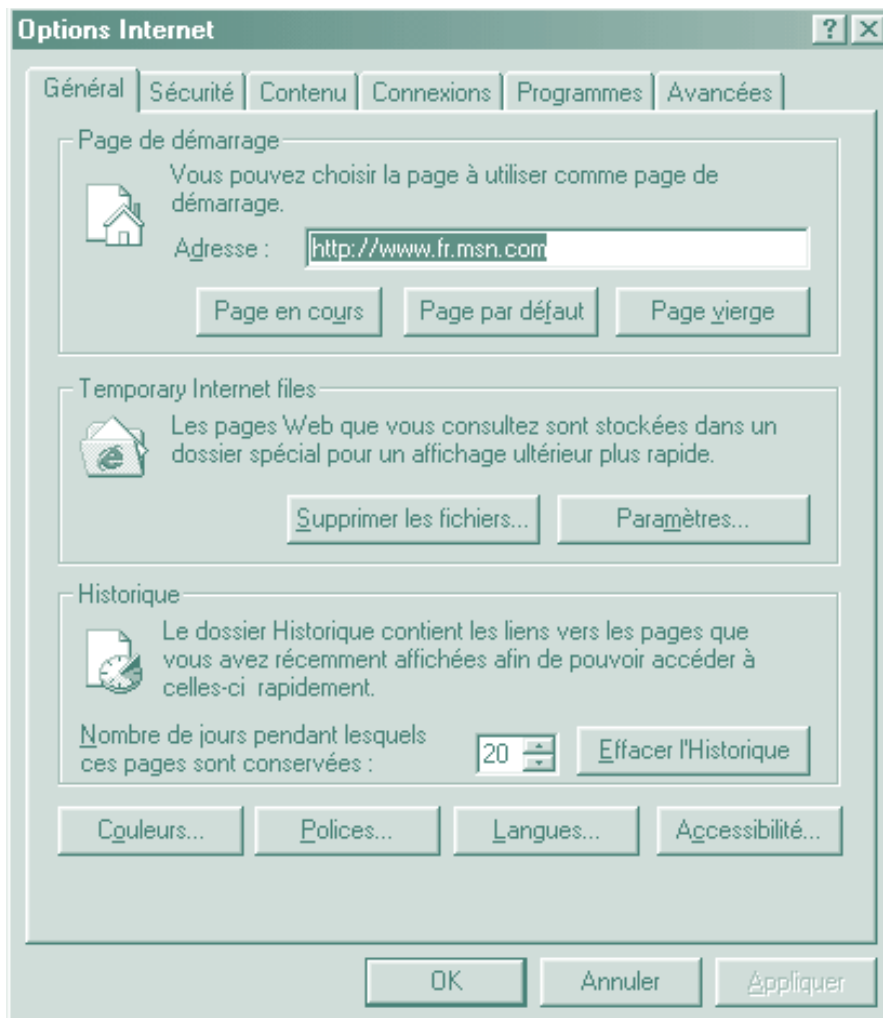 Options Internet
Général Sécurité Contenu Connexions Programmes Avancées
Page de démarrage
Vous pouvez choisir la page à utiliser comme page de
démarrage.
Adresse : http://www.fr.msn.com
Page en cours Page par défaut Page vierge
Temporary Internet files
Les pages Web que vous consultez sont stockées dans un
dossier spécial pour un affichage ultérieur plus rapide.
Supprimer les fichiers... Paramètres...
Historique
Le dossier Historique contient les liens vers les pages que
vous avez récemment affichées afin de pouvoir accéder à
celles-ci rapidement.
Nombre de jours pendant lesquels
ces pages sont conservées : 20 Effacer l'Historique
Couleurs... Polices... Langues... Accessibilité...
OK Annuler Appliquer